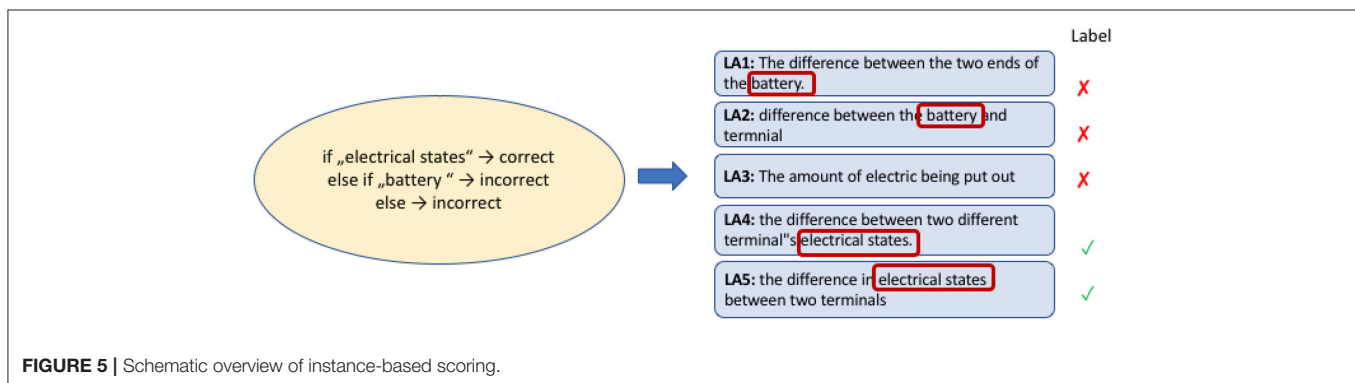 Label
if „electrical states“ → correct
else if „battery “ → incorrect
else → incorrect
LA1: The difference between the two ends of
the battery.
✗
LA2: difference between the battery and
termnial
✗
LA3: The amount of electric being put out
✗
LA4: the difference between two different
terminal"s electrical states.
✓
LA5: the difference in electrical states
between two terminals
✓
FIGURE 5 | Schematic overview of instance-based scoring.